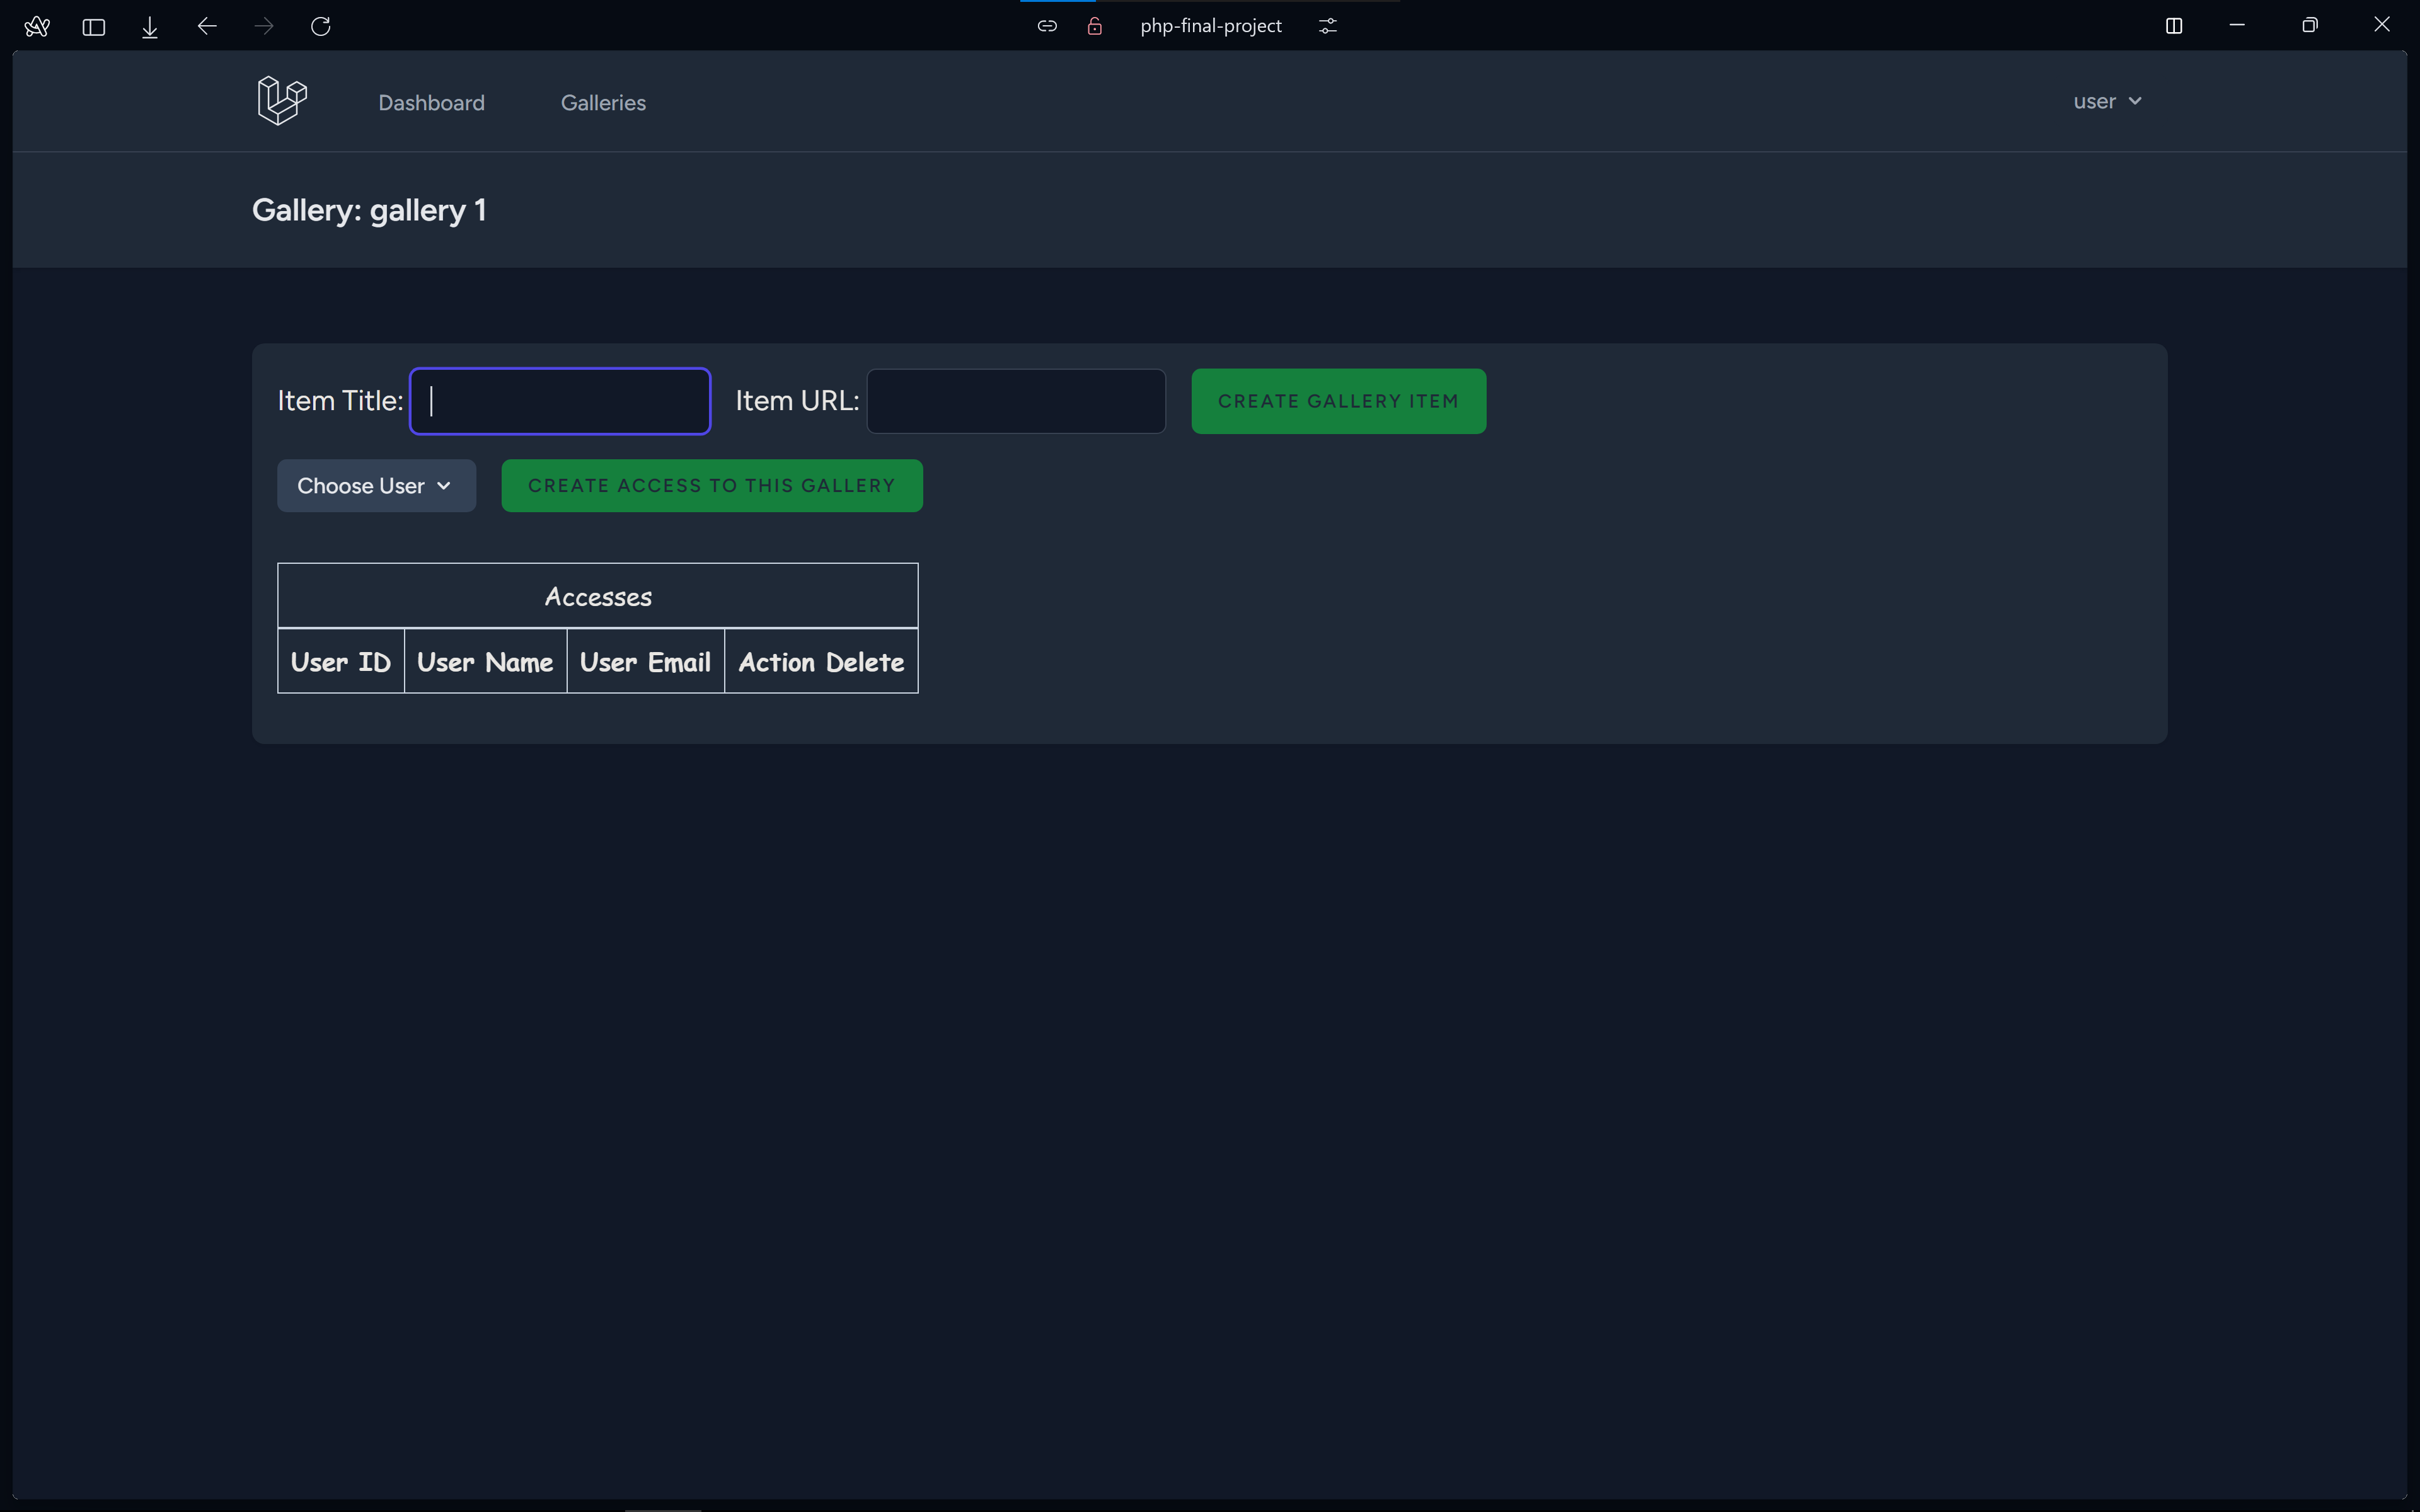 php-final-project
Dashboard Galleries user
Gallery: gallery 1
Item Title: Item URL: CREATE GALLERY ITEM
Choose User CREATE ACCESS TO THIS GALLERY
Accesses
User ID User Name User Email Action Delete